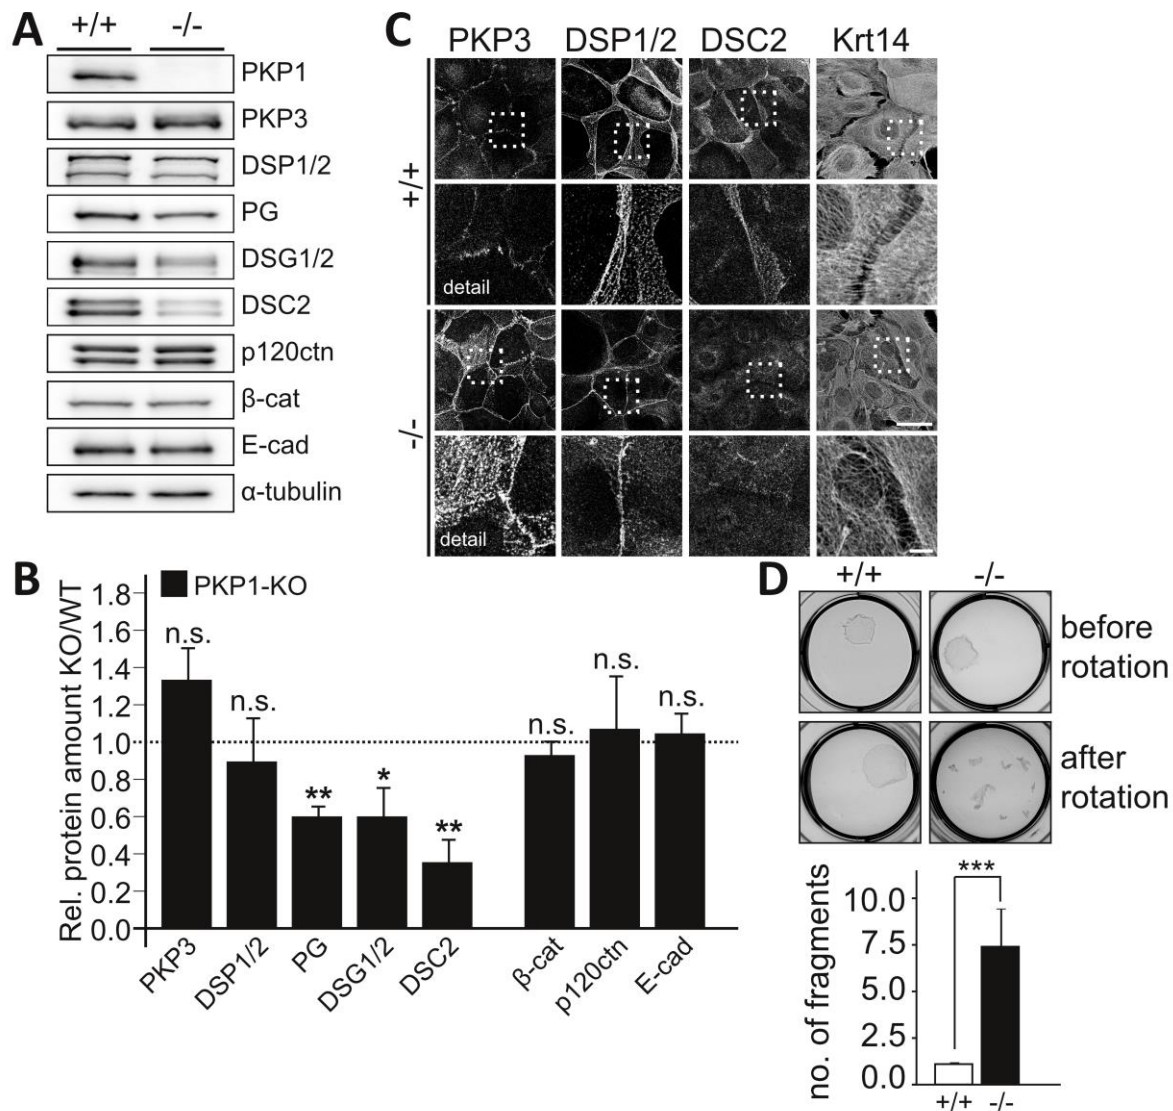 A
+/+ -/-
PKP1
PKP3
DSP1/2
PG
DSG1/2
DSC2
p120ctn
β-cat
E-cad
α-tubulin
C
PKP3 DSP1/2 DSC2 Krt14
+/+
detail
-/-
detail
B
Rel. protein amount KO/WT
PKP1-KO
1.8
1.6
1.4
1.2
1.0
0.8
0.6
0.4
0.2
0.0
n.s.
n.s.
**
*
**
n.s.
n.s.
n.s.
PKP3
DSP1/2
PG
DSG1/2
DSC2
β-cat
p120ctn
E-cad
D
+/+ -/-
before
rotation
after
rotation
no. of fragments
***
10.0
7.5
5.0
2.5
0.0
+/+ -/-